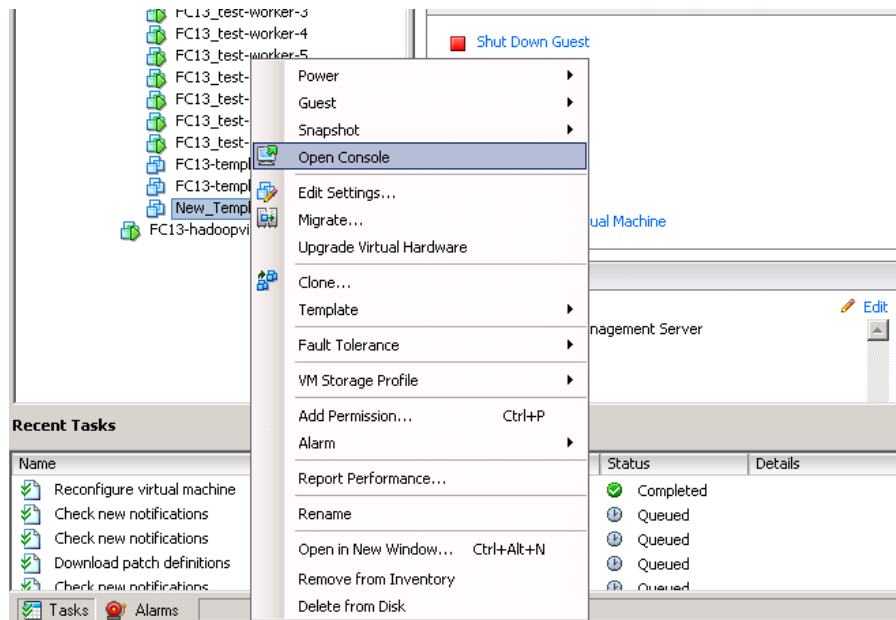 FC13_test-worker-3
FC13_test-worker-4
FC13_test-worker-5
FC13_test-
FC13_test-
FC13_test-
FC13_test-
FC13-templ
FC13-templ
New_Templ
FC13-hadoopvi
Shut Down Guest
ual Machine
Edit
nagement Server
Power
Guest
Snapshot
Open Console
Edit Settings...
Migrate...
Upgrade Virtual Hardware
Clone...
Template
Fault Tolerance
VM Storage Profile
Add Permission... Ctrl+P
Alarm
Report Performance...
Rename
Open in New Window... Ctrl+Alt+N
Remove from Inventory
Delete from Disk
Recent Tasks
Name Status Details
Reconfigure virtual machine Completed
Check new notifications Queued
Check new notifications Queued
Download patch definitions Queued
Check new notifications Queued
Tasks Alarms